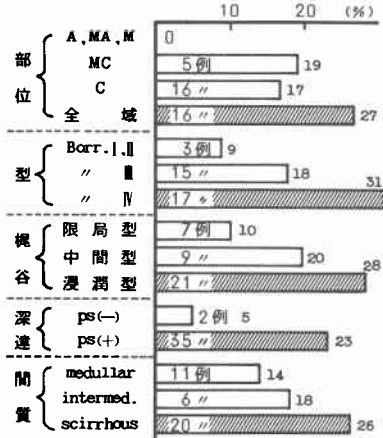 10 20 (%)
部位
A,MA,M 0
MC 5例 19
C 16〃 17
全域 16〃 27
型
Borr.Ⅰ,Ⅱ 3例 9
〃 Ⅲ 15〃 18
〃 Ⅳ 17〃 31
梶谷
限局型 7例 10
中間型 9〃 20
浸潤型 21〃 28
深達
ps(−) 2例 5
ps(+) 35〃 23
間質
medullar 11例 14
intermed. 6〃 18
scirrhous 20〃 26